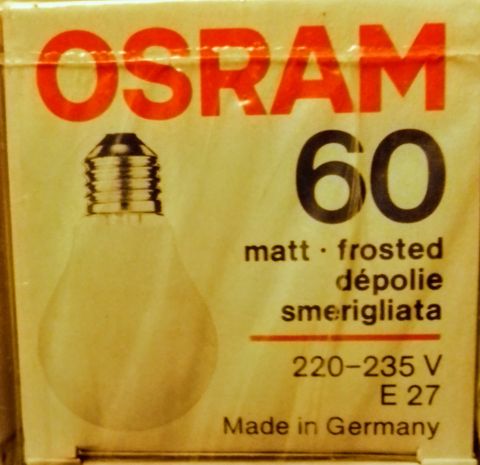 OSRAM
60
matt · frosted
dépolie
smerigliata
220–235 V
E 27
Made in Germany